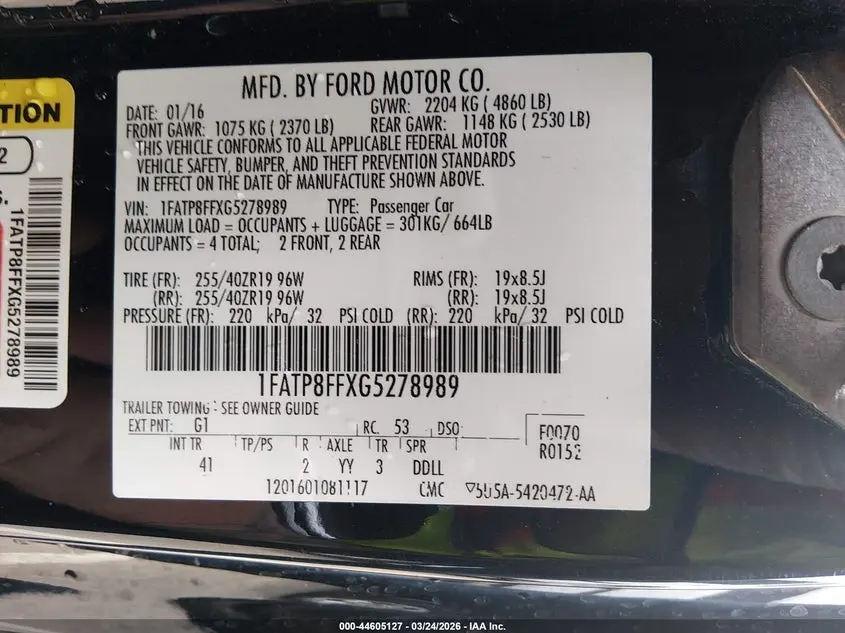 TION
2
S.
1FATP8FFXG5278989
MFD. BY FORD MOTOR CO.
DATE: 01/16 GVWR: 2204 KG ( 4860 LB)
FRONT GAWR: 1075 KG ( 2370 LB) REAR GAWR: 1148 KG ( 2530 LB)
THIS VEHICLE CONFORMS TO ALL APPLICABLE FEDERAL MOTOR
VEHICLE SAFETY, BUMPER, AND THEFT PREVENTION STANDARDS
IN EFFECT ON THE DATE OF MANUFACTURE SHOWN ABOVE.
VIN: 1FATP8FFXG5278989 TYPE: Passenger Car
MAXIMUM LOAD = OCCUPANTS + LUGGAGE = 301KG/ 664LB
OCCUPANTS = 4 TOTAL; 2 FRONT, 2 REAR
TIRE (FR): 255/40ZR19 96W RIMS (FR): 19x8.5J
(RR): 255/40ZR19 96W (RR): 19x8.5J
PRESSURE (FR): 220 kPa/ 32 PSI COLD (RR): 220 kPa/ 32 PSI COLD
1FATP8FFXG5278989
TRAILER TOWING - SEE OWNER GUIDE
EXT PNT: G1 RC: 53 DSO:
F0070
R0152
INT TR TP/PS R AXLE TR SPR
41 2 YY 3 DDLL
1201601081117 CMC 5U5A-5420472-AA
000-44605127 - 03/24/2026 - IAA Inc.